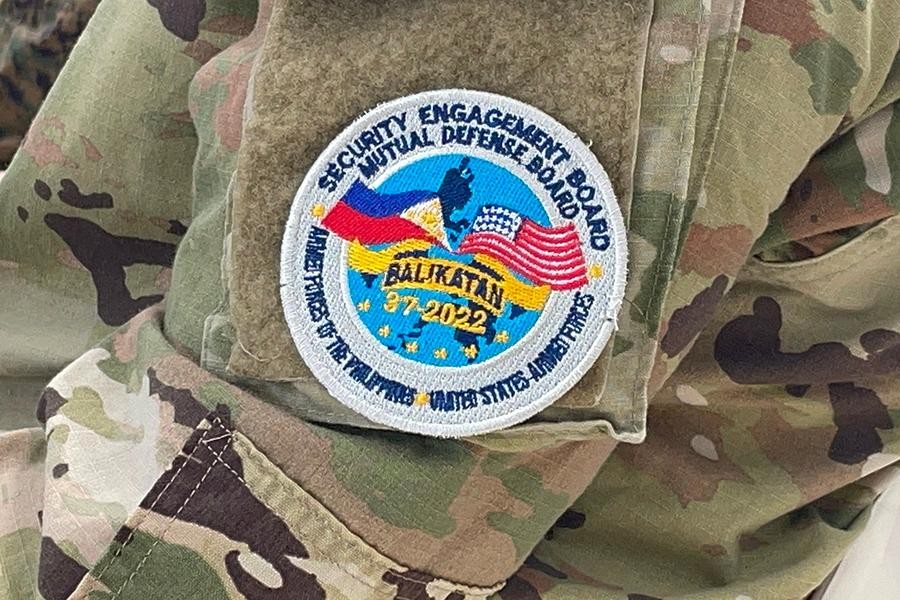 SECURITY ENGAGEMENT BOARD
MUTUAL DEFENSE BOARD
BALIKATAN
37-2022
ARMED FORCES OF THE PHILIPPINES
UNITED STATES ARMED FORCES